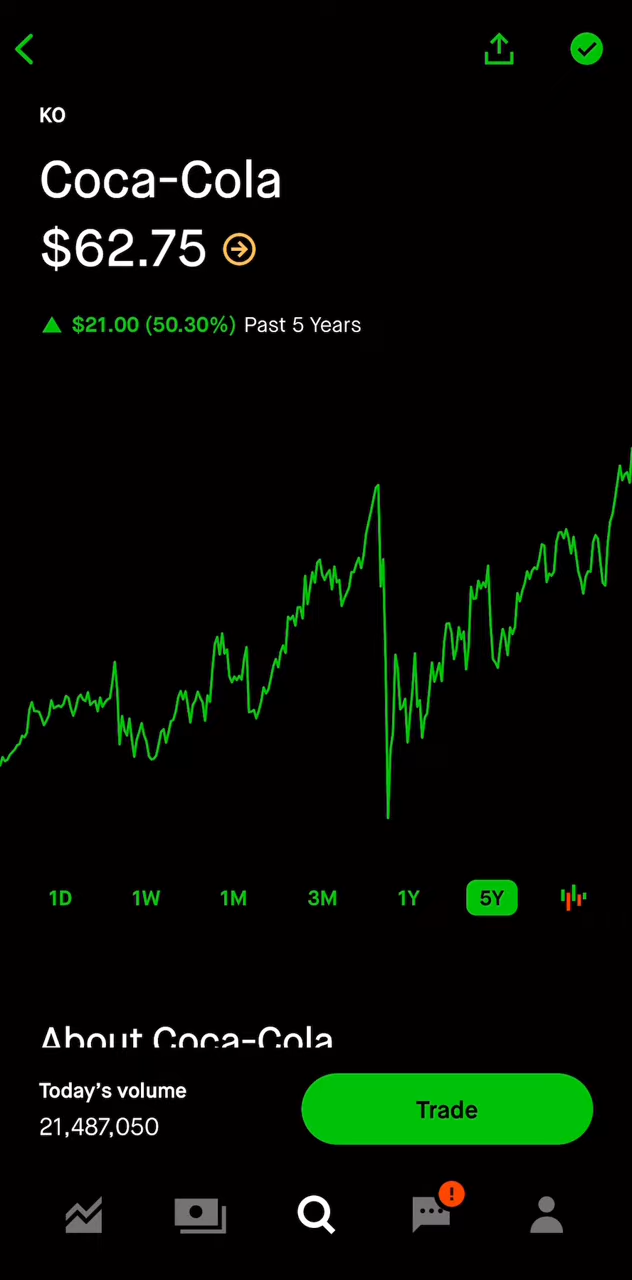 KO
Coca-Cola
$62.75
$21.00 (50.30%) Past 5 Years
1D 1W 1M 3M 1Y 5Y
About Coca-Cola
Today's volume
21,487,050
Trade
!